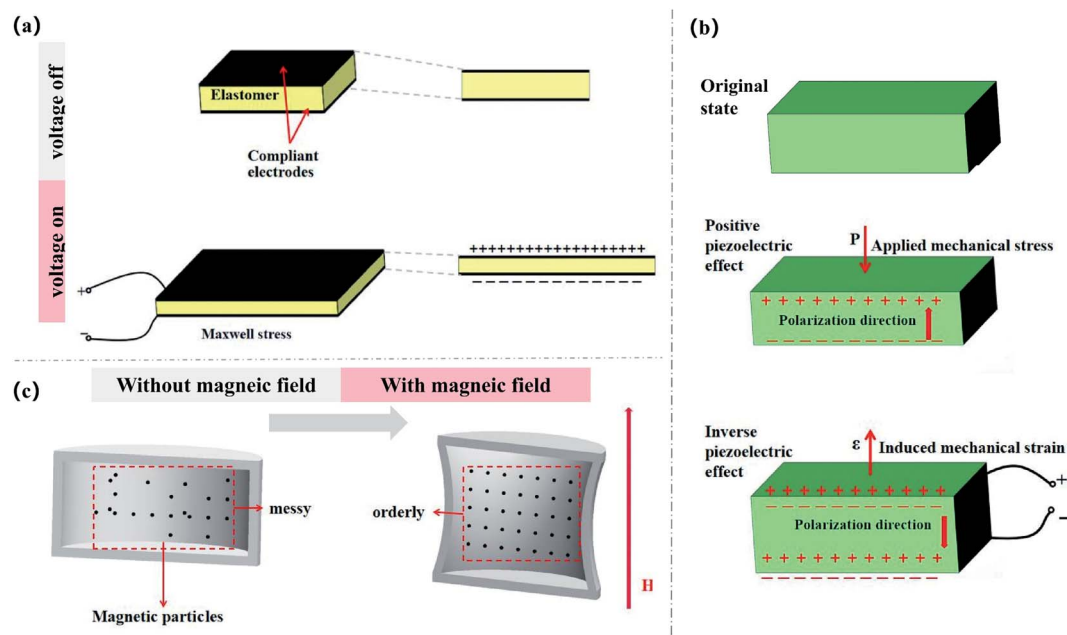 (a)
voltage off
Elastomer
Compliant
electrodes
voltage on
+++++++++++++++++
— — — — — — — — — — —
+
−
Maxwell stress
(b)
Original
state
Positive
piezoelectric
effect
P
Applied mechanical stress
+ + + + + + + + + + +
Polarization direction
— — — — — — — — — — —
Inverse
piezoelectric
effect
ε
Induced mechanical strain
+
−
+ + + + + + + + + + +
— — — — — — — — — — —
Polarization direction
+ + + + + + + + + + +
— — — — — — — — — — —
(c)
Without magneic field
With magneic field
messy
orderly
H
Magnetic particles